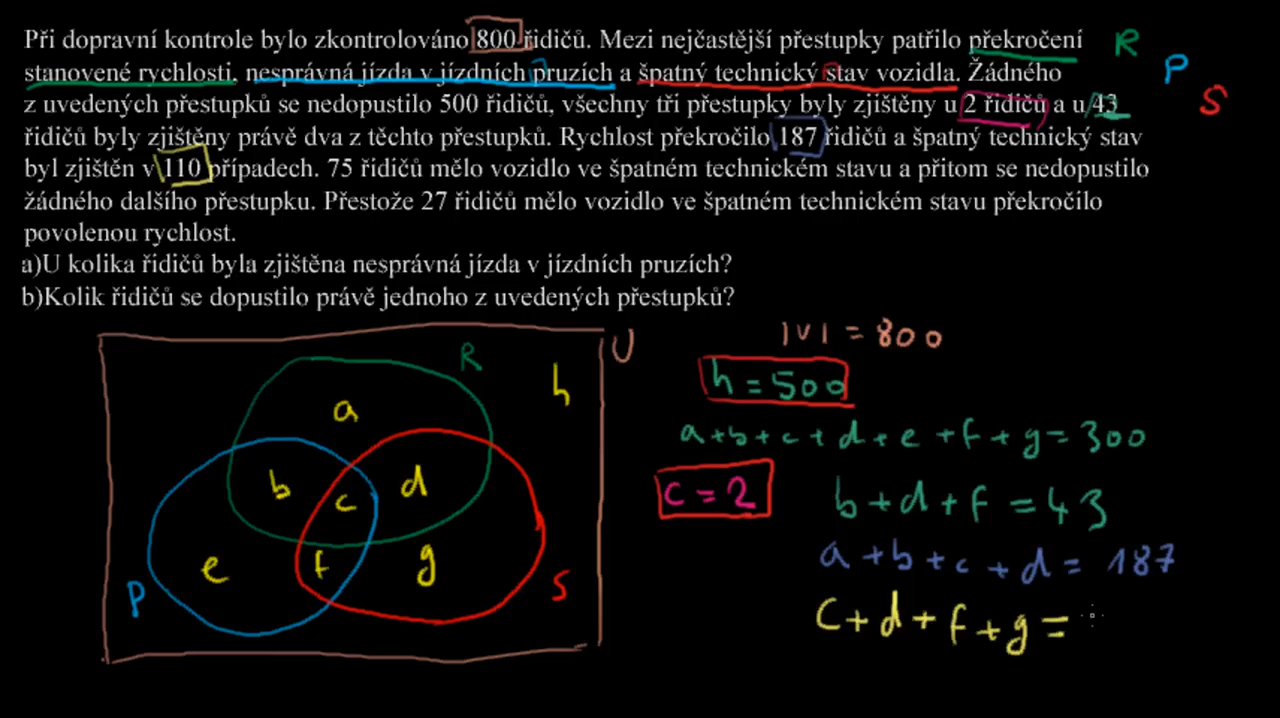 Při dopravní kontrole bylo zkontrolováno 800 řidičů. Mezi nejčastější přestupky patřilo překročení R
stanovené rychlosti, nesprávná jízda v jízdních pruzích a špatný technický stav vozidla. Žádného P
z uvedených přestupků se nedopustilo 500 řidičů, všechny tři přestupky byly zjištěny u 2 řidičů a u 43 S
řidičů byly zjištěny právě dva z těchto přestupků. Rychlost překročilo 187 řidičů a špatný technický stav
byl zjištěn v 110 případech. 75 řidičů mělo vozidlo ve špatném technickém stavu a přitom se nedopustilo
žádného dalšího přestupku. Přestože 27 řidičů mělo vozidlo ve špatném technickém stavu překročilo
povolenou rychlost.
a)U kolika řidičů byla zjištěna nesprávná jízda v jízdních pruzích?
b)Kolik řidičů se dopustilo právě jednoho z uvedených přestupků?
U
R
h
a
b
c
d
e
f
g
P
S
|U| = 800
h = 500
a+b+c+d+e+f+g=300
c = 2
b+d+f=43
a+b+c+d=187
c+d+f+g=